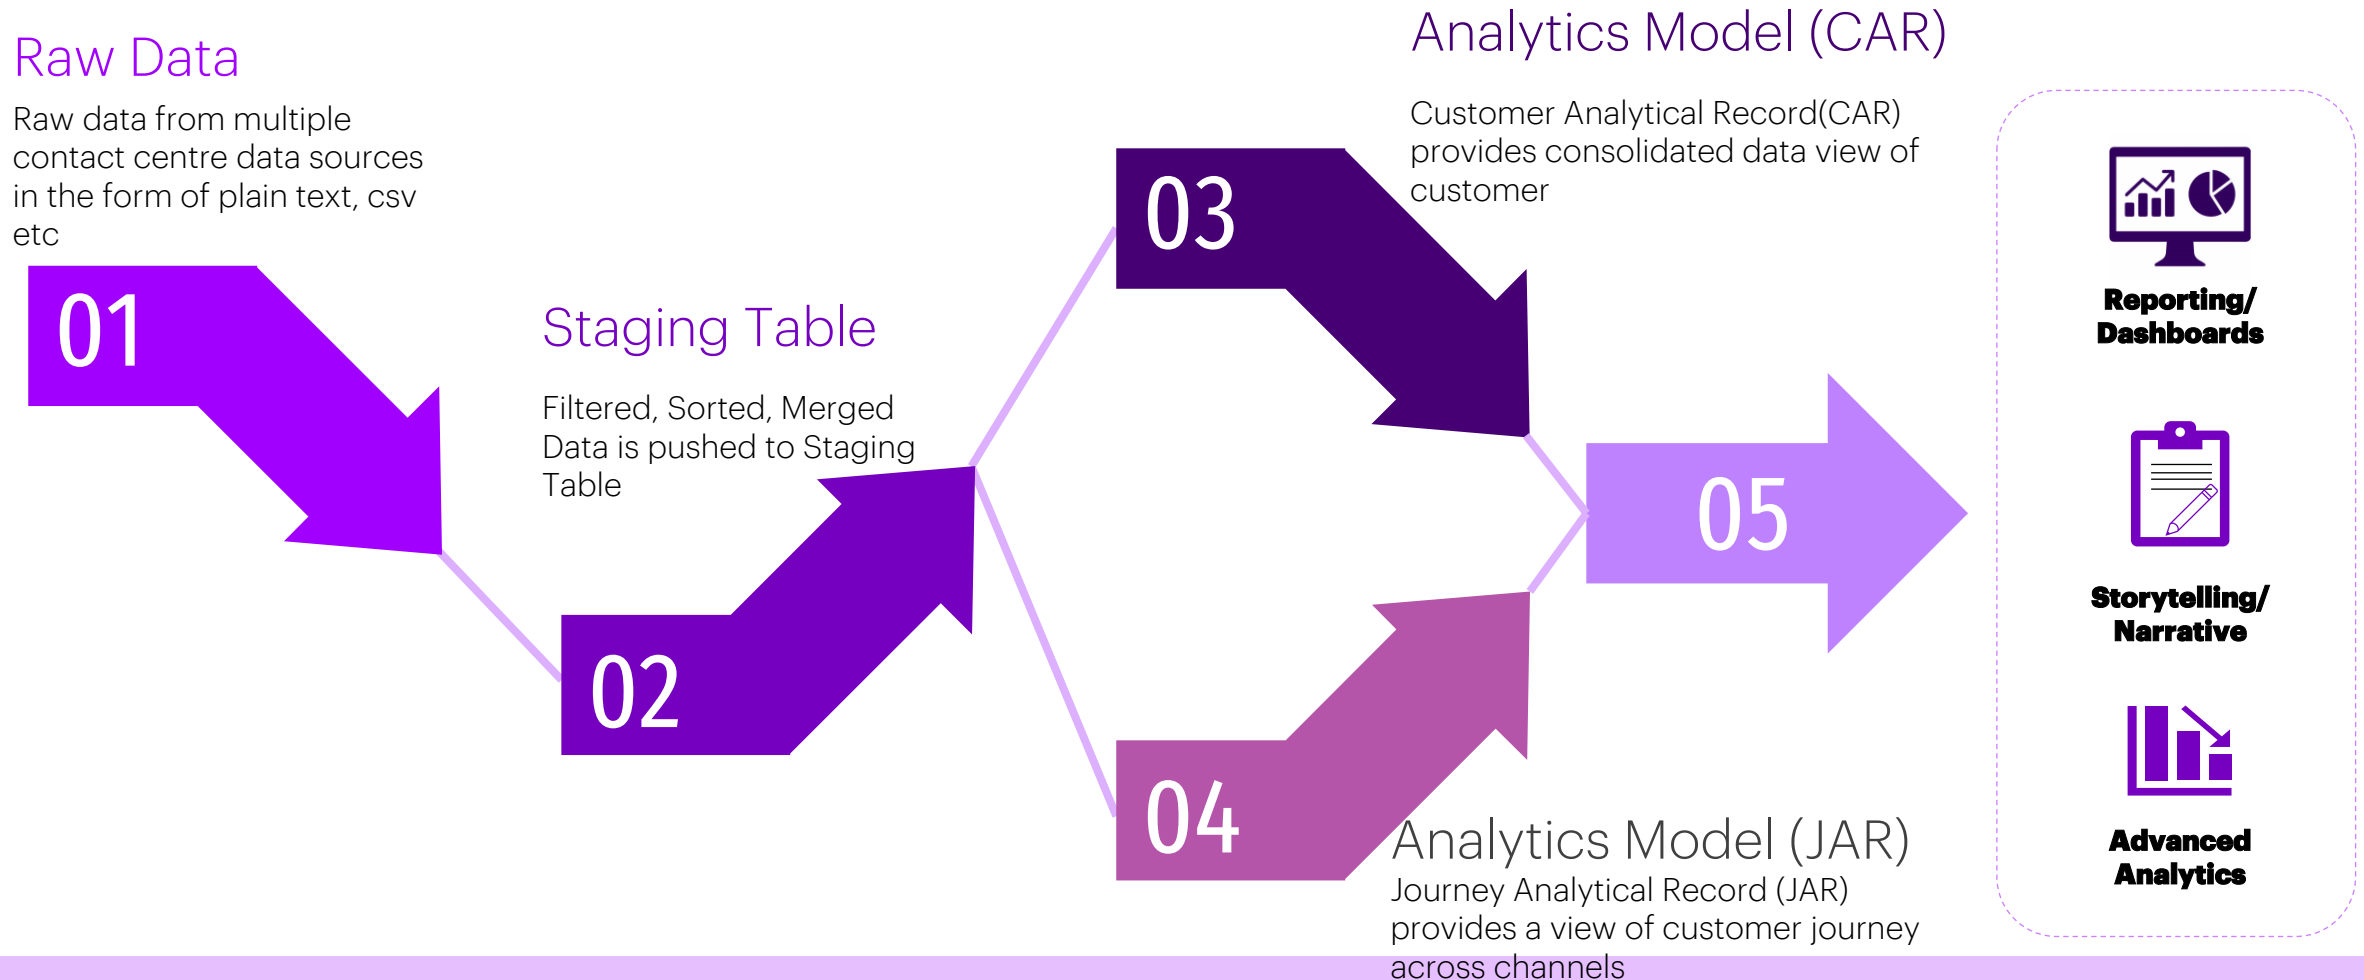 Raw Data
Raw data from multiple
contact centre data sources
in the form of plain text, csv
etc
01
Staging Table
Filtered, Sorted, Merged
Data is pushed to Staging
Table
02
Analytics Model (CAR)
Customer Analytical Record(CAR)
provides consolidated data view of
customer
03
04
Analytics Model (JAR)
Journey Analytical Record (JAR)
provides a view of customer journey
across channels
05
Reporting/
Dashboards
Storytelling/
Narrative
Advanced
Analytics